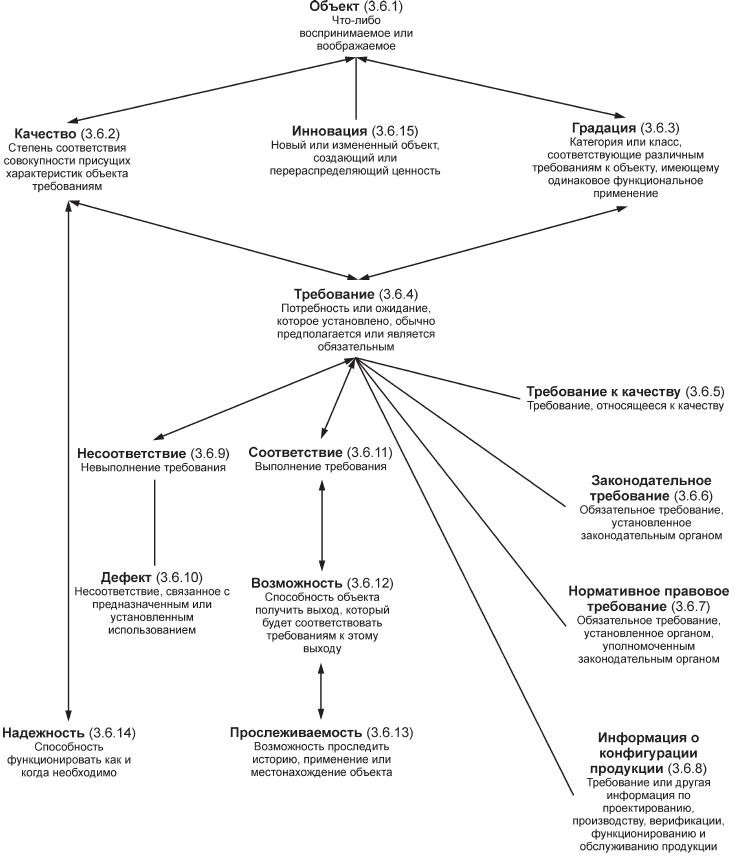 Объект (3.6.1)
Что-либо
воспринимаемое или
воображаемое
Качество (3.6.2)
Степень соответствия
совокупности присущих
характеристик объекта
требованиям
Инновация (3.6.15)
Новый или измененный объект,
создающий или
перераспределяющий ценность
Градация (3.6.3)
Категория или класс,
соответствующие различным
требованиям к объекту, имеющему
одинаковое функциональное
применение
Требование (3.6.4)
Потребность или ожидание,
которое установлено, обычно
предполагается или является
обязательным
Требование к качеству (3.6.5)
Требование, относящееся к качеству
Несоответствие (3.6.9)
Невыполнение требования
Соответствие (3.6.11)
Выполнение требования
Законодательное
требование (3.6.6)
Обязательное требование,
установленное
законодательным органом
Дефект (3.6.10)
Несоответствие, связанное с
предназначенным или
установленным
использованием
Возможность (3.6.12)
Способность объекта
получить выход, который
будет соответствовать
требованиям к этому
выходу
Нормативное правовое
требование (3.6.7)
Обязательное требование,
установленное органом,
уполномоченным
законодательным органом
Надежность (3.6.14)
Способность
функционировать как и
когда необходимо
Прослеживаемость (3.6.13)
Возможность проследить
историю, применение или
местонахождение объекта
Информация о
конфигурации
продукции (3.6.8)
Требование или другая
информация по
проектированию,
производству, верификации,
функционированию и
обслуживанию продукции